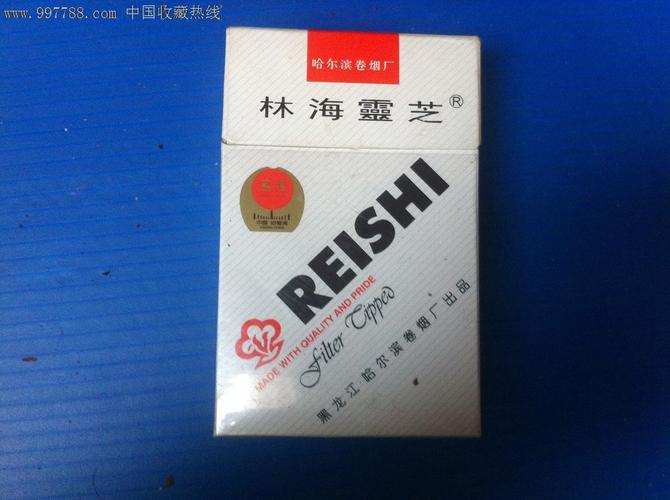 www.997788.com 中国收藏热线
哈尔滨卷烟厂
林海靈芝®
REISHI
MADE WITH QUALITY AND PRIDE
Filter Tipped
黑龙江·哈尔滨卷烟厂出品